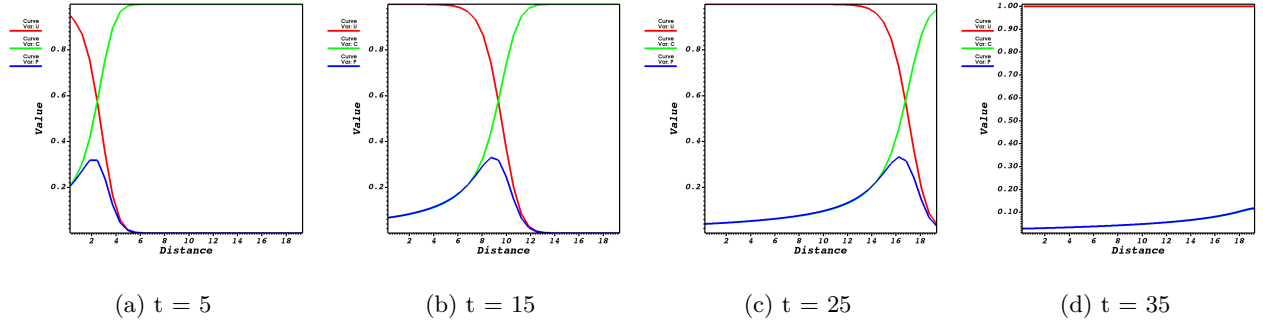 Curve
Var: U
Curve
Var: C
Curve
Var: P
Value
0.8
0.6
0.4
0.2
2 4 6 8 10 12 14 16 18
Distance
(a) t = 5
Curve
Var: U
Curve
Var: C
Curve
Var: P
Value
0.8
0.6
0.4
0.2
2 4 6 8 10 12 14 16 18
Distance
(b) t = 15
Curve
Var: U
Curve
Var: C
Curve
Var: P
Value
0.8
0.6
0.4
0.2
2 4 6 8 10 12 14 16 18
Distance
(c) t = 25
Curve
Var: U
Curve
Var: C
Curve
Var: P
Value
1.00
0.90
0.80
0.70
0.60
0.50
0.40
0.30
0.20
0.10
2 4 6 8 10 12 14 16 18
Distance
(d) t = 35